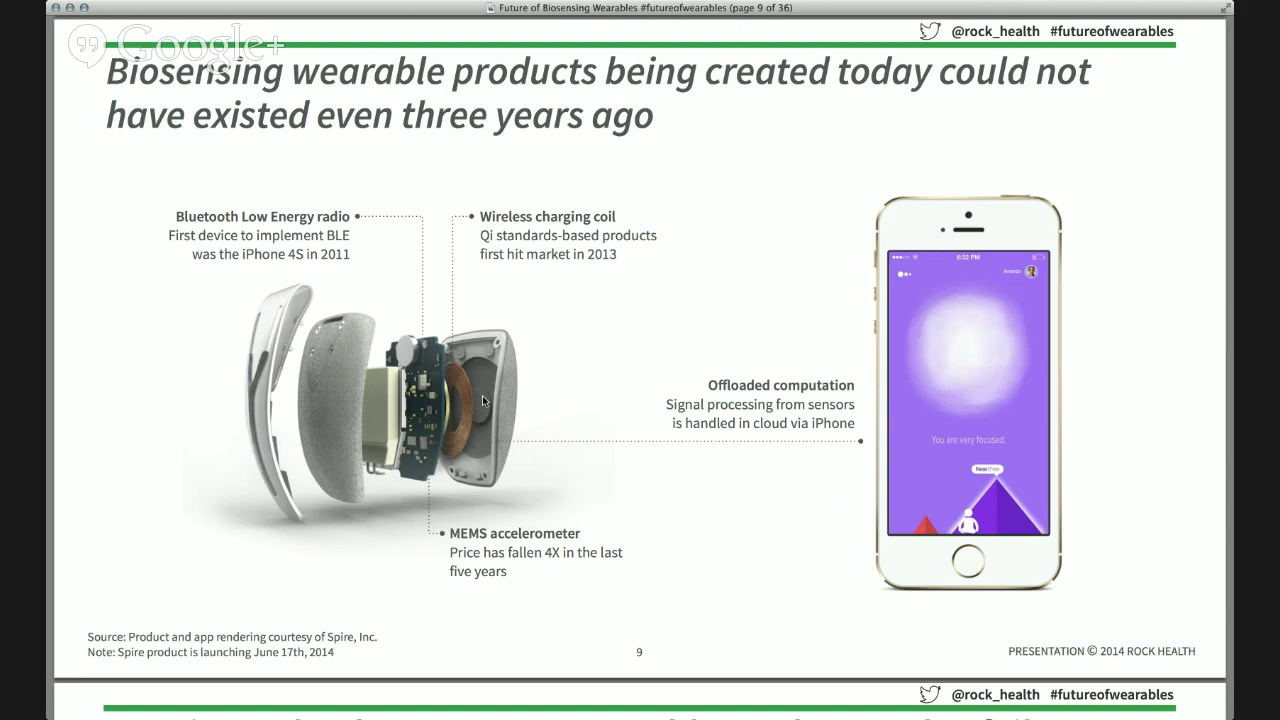 Future of Biosensing Wearables #futureofwearables (page 9 of 36)
@rock_health #futureofwearables
Google+
Biosensing wearable products being created today could not
have existed even three years ago
Bluetooth Low Energy radio
First device to implement BLE
was the iPhone 4S in 2011
Wireless charging coil
Qi standards-based products
first hit market in 2013
6:32 PM
Amanda
Offloaded computation
Signal processing from sensors
is handled in cloud via iPhone
You are very focused.
MEMS accelerometer
Price has fallen 4X in the last
five years
Source: Product and app rendering courtesy of Spire, Inc.
Note: Spire product is launching June 17th, 2014
9
PRESENTATION © 2014 ROCK HEALTH
@rock_health #futureofwearables